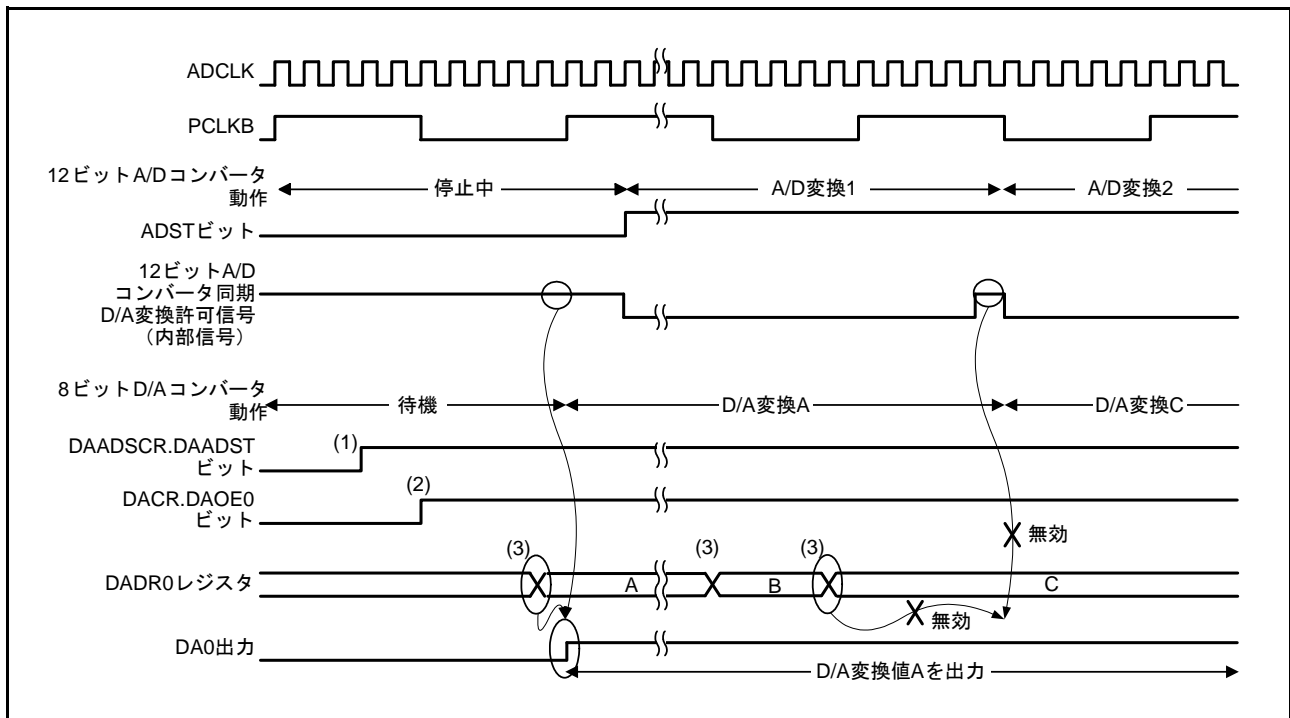 ADCLK
PCLKB
12ビットA/Dコンバータ
動作
停止中
A/D変換1
A/D変換2
ADSTビット
12ビットA/D
コンバータ同期
D/A変換許可信号
（内部信号）
8ビットD/Aコンバータ
動作
待機
D/A変換A
D/A変換C
DAADSCR.DAADST
ビット
(1)
DACR.DAOE0
ビット
(2)
無効
(3)
(3)
(3)
DADR0レジスタ
A
B
C
無効
DA0出力
D/A変換値Aを出力